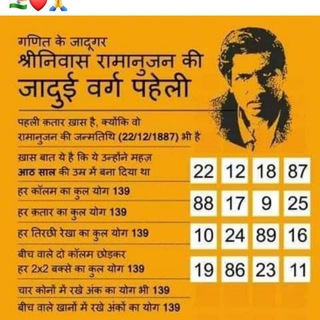 गणित के जादूगर
श्रीनिवास रामानुजन की
जादुई वर्ग पहेली
पहली कतार ख़ास है, क्योंकि वो
रामानुजन की जन्मतिथि (22/12/1887) भी है
ख़ास बात ये है कि ये उन्होंने महज़
आठ साल की उम्र में बना दिया था
हर कॉलम का कुल योग 139
हर क़तार का कुल योग 139
हर तिरछी रेखा का कुल योग 139
बीच वाले दो कॉलम छोड़कर
हर 2x2 बक्से का कुल योग 139
चार कोनों में रखे अंक का योग भी 139
बीच वाले खानों में रखे अंकों का योग 139
22 12 18 87
88 17 9 25
10 24 89 16
19 86 23 11